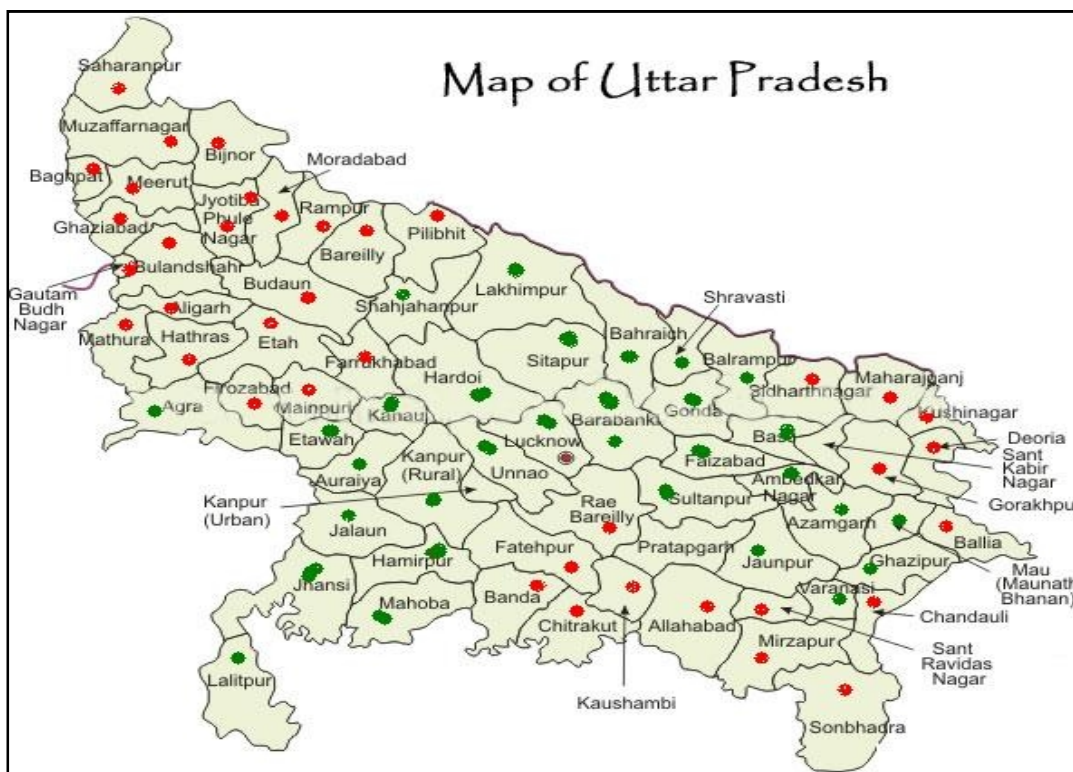 Map of Uttar Pradesh
Saharanpur
Muzaffarnagar
Bijnor
Moradabad
Baghpat
Meerut
Jyotiba
Phule
Nagar
Rampur
Ghaziabad
Pilibhit
Bareilly
Bulandshahr
Gautam
Budh
Nagar
Budaun
Shahjahanpur
Lakhimpur
Shravasti
Aligarh
Mathura
Hathras
Etah
Bahraich
Farrukhabad
Sitapur
Balrampur
Hardoi
Sidharthnagar
Maharajganj
Firozabad
Agra
Mainpuri
Kanauj
Barabanki
Gonda
Kushinagar
Etawah
Lucknow
Basti
Deoria
Sant
Kabir
Nagar
Kanpur
(Rural)
Unnao
Faizabad
Auraiya
Ambedkar
Nagar
Gorakhpu
Kanpur
(Urban)
Rae
Bareilly
Sultanpur
Azamgarh
Jalaun
Ballia
Fatehpur
Pratapgarh
Jaunpur
Ghazipur
Hamirpur
Mau
(Maunath
Bhanan)
Jhansi
Banda
Varanasi
Mahoba
Chitrakut
Allahabad
Chandauli
Mirzapur
Sant
Ravidas
Nagar
Lalitpur
Kaushambi
Sonbhadra